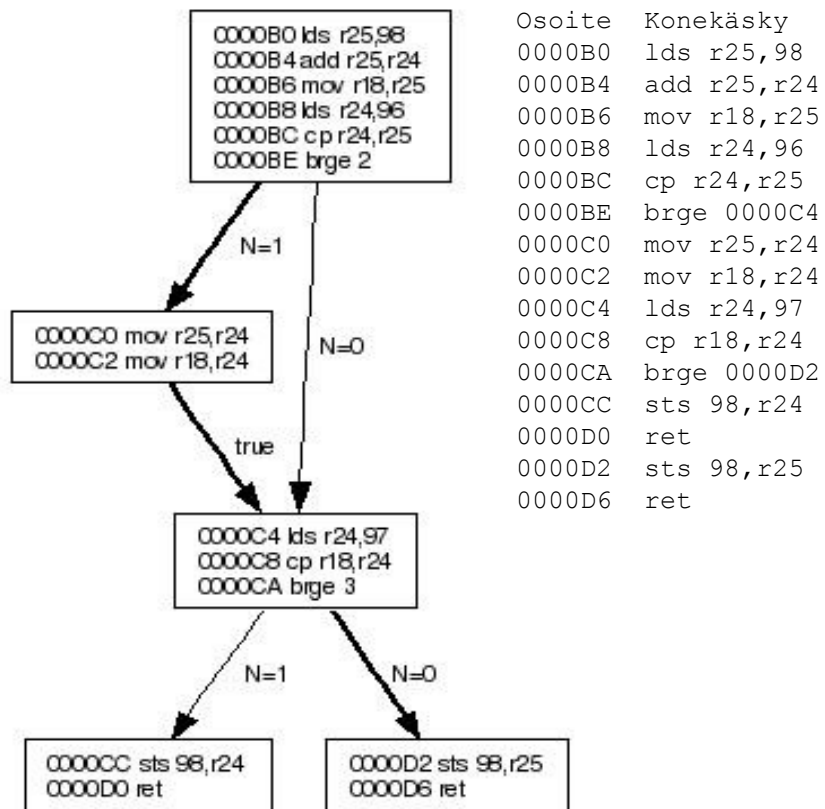 0000B0 lds r25,98
0000B4 add r25,r24
0000B6 mov r18,r25
0000B8 lds r24,96
0000BC cp r24,r25
0000BE brge 2
N=1
0000C0 mov r25,r24
0000C2 mov r18,r24
N=0
true
0000C4 lds r24,97
0000C8 cp r18,r24
0000CA brge 3
N=1
N=0
0000CC sts 98,r24
0000D0 ret
0000D2 sts 98,r25
0000D6 ret
Osoite Konekäsky
0000B0 lds r25,98
0000B4 add r25,r24
0000B6 mov r18,r25
0000B8 lds r24,96
0000BC cp r24,r25
0000BE brge 0000C4
0000C0 mov r25,r24
0000C2 mov r18,r24
0000C4 lds r24,97
0000C8 cp r18,r24
0000CA brge 0000D2
0000CC sts 98,r24
0000D0 ret
0000D2 sts 98,r25
0000D6 ret